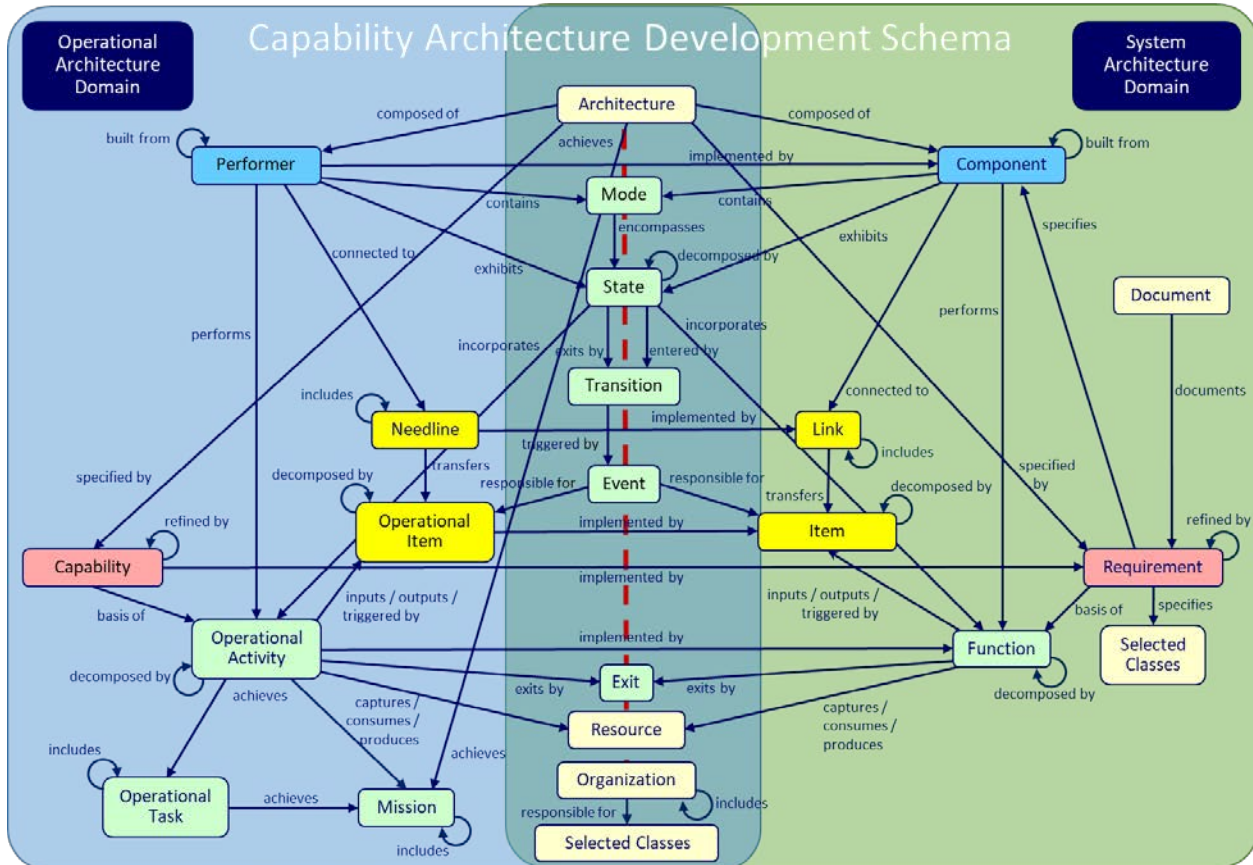 Capability Architecture Development Schema
Operational
Architecture
Domain
System
Architecture
Domain
Architecture
composed of
achieves
composed of
built from
Performer
implemented by
Component
built from
Mode
contains
contains
encompasses
specifies
connected to
exhibits
decomposed by
exhibits
State
Document
performs
incorporates
incorporates
performs
exits by
entered by
Transition
documents
includes
connected to
Needline
implemented by
Link
triggered by
includes
specified by
decomposed by
transfers
responsible for
Event
responsible for
transfers
decomposed by
specified
by
Operational
Item
implemented by
Item
refined by
refined by
Capability
implemented by
Requirement
basis of
inputs / outputs /
triggered by
inputs / outputs /
triggered by
basis of
specifies
Operational
Activity
implemented by
Function
Selected
Classes
decomposed by
exits by
Exit
exits by
decomposed by
achieves
captures /
consumes /
produces
Resource
captures /
consumes /
produces
includes
achieves
Organization
Operational
Task
achieves
Mission
responsible for
includes
includes
Selected Classes